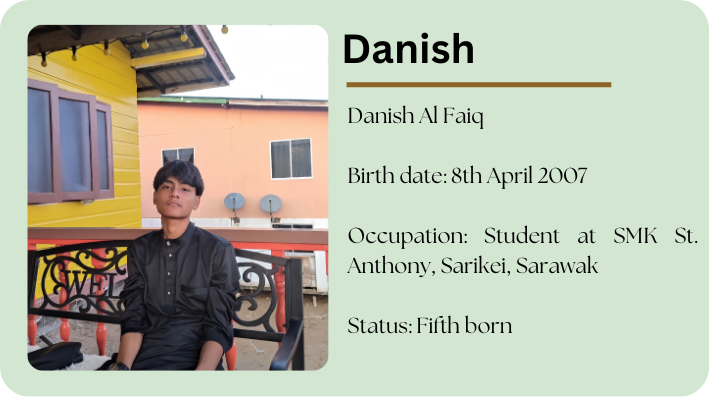 Danish
Danish Al Faiq
Birth date: 8th April 2007
Occupation: Student at SMK St.
Anthony, Sarikei, Sarawak
Status: Fifth born
WEL